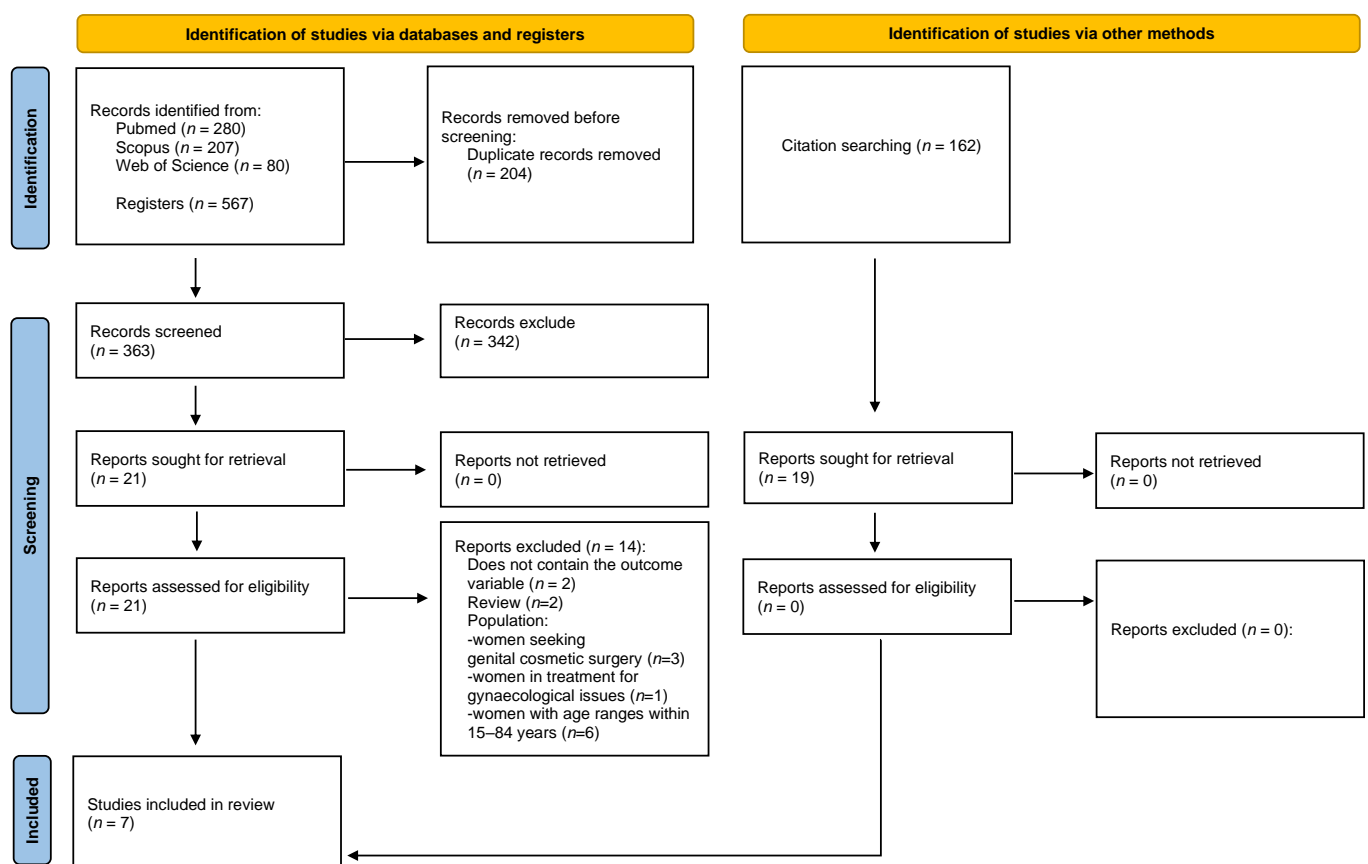 Identification of studies via databases and registers
Identification of studies via other methods
Identification
Records identified from:
Pubmed (n = 280)
Scopus (n = 207)
Web of Science (n = 80)
Registers (n = 567)
Records removed before
screening:
Duplicate records removed
(n = 204)
Citation searching (n = 162)
Screening
Records screened
(n = 363)
Records exclude
(n = 342)
Reports sought for retrieval
(n = 21)
Reports not retrieved
(n = 0)
Reports sought for retrieval
(n = 19)
Reports not retrieved
(n = 0)
Reports assessed for eligibility
(n = 21)
Reports excluded (n = 14):
Does not contain the outcome
variable (n = 2)
Review (n=2)
Population:
-women seeking
genital cosmetic surgery (n=3)
-women in treatment for
gynaecological issues (n=1)
-women with age ranges within
15–84 years (n=6)
Reports assessed for eligibility
(n = 0)
Reports excluded (n = 0):
Included
Studies included in review
(n = 7)